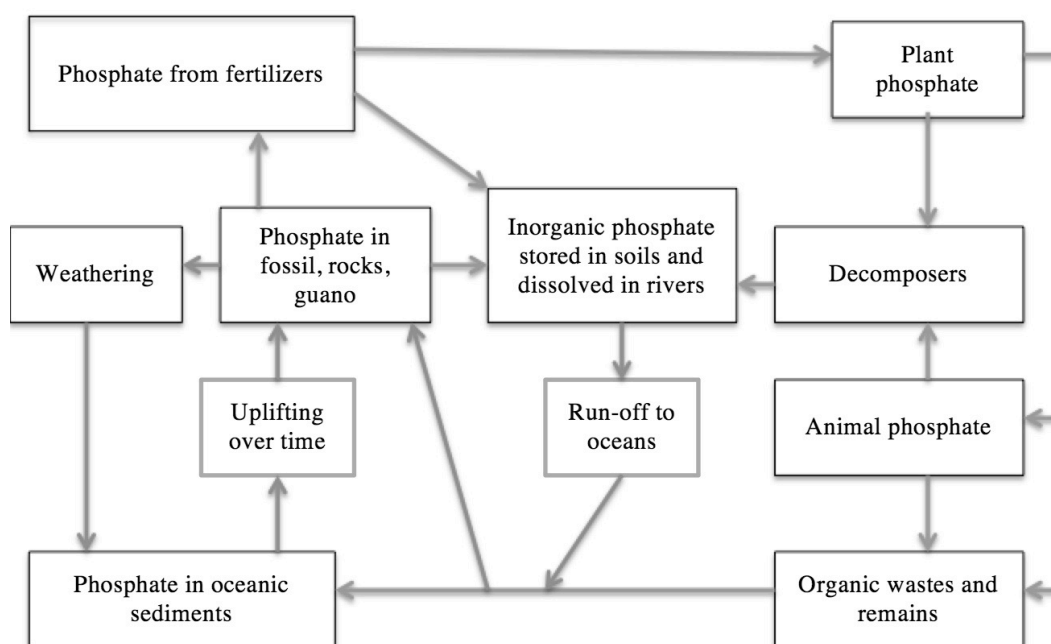 Phosphate from fertilizers
Plant
phosphate
Weathering
Phosphate in
fossil, rocks,
guano
Inorganic phosphate
stored in soils and
dissolved in rivers
Decomposers
Uplifting
over time
Run-off to
oceans
Animal phosphate
Phosphate in oceanic
sediments
Organic wastes and
remains